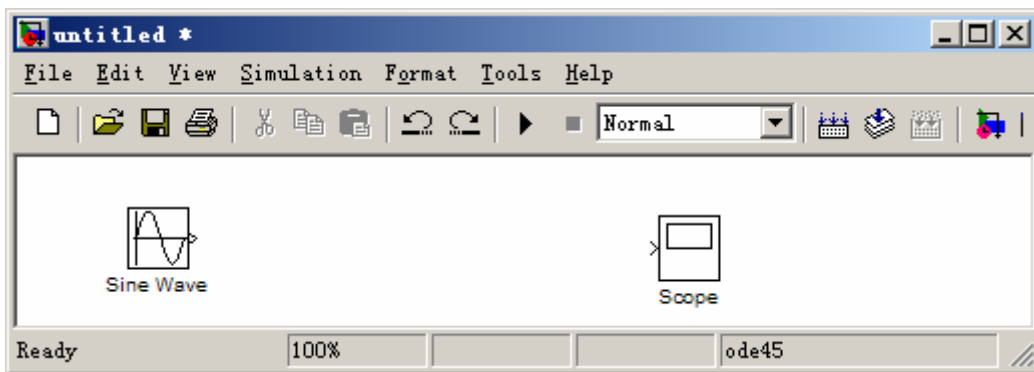 untitled *
File Edit View Simulation Format Tools Help
Normal
Sine Wave
Scope
Ready 100% ode45